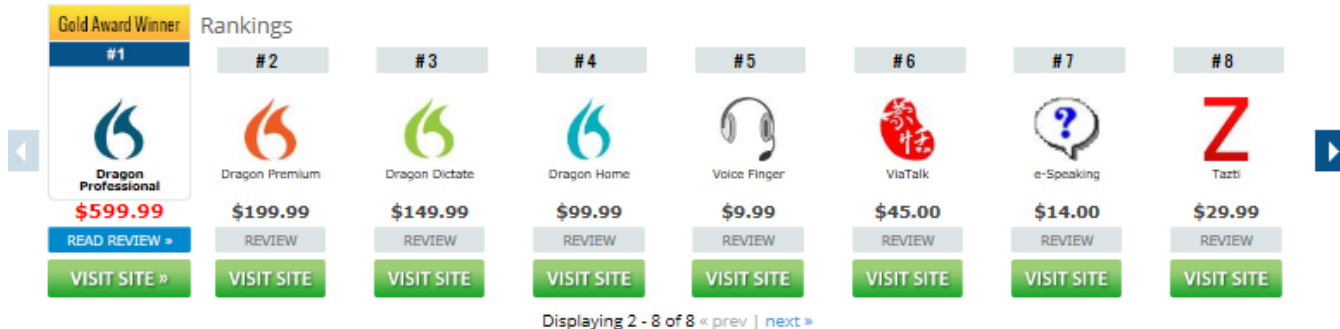 Gold Award Winner Rankings
#1 #2 #3 #4 #5 #6 #7 #8
蒙恬
?
Z
Dragon Professional Dragon Premium Dragon Dictate Dragon Home Voice Finger ViaTalk e-Speaking Tazti
$599.99 $199.99 $149.99 $99.99 $9.99 $45.00 $14.00 $29.99
READ REVIEW » REVIEW REVIEW REVIEW REVIEW REVIEW REVIEW REVIEW
VISIT SITE » VISIT SITE VISIT SITE VISIT SITE VISIT SITE VISIT SITE VISIT SITE VISIT SITE
Displaying 2 - 8 of 8 « prev | next »